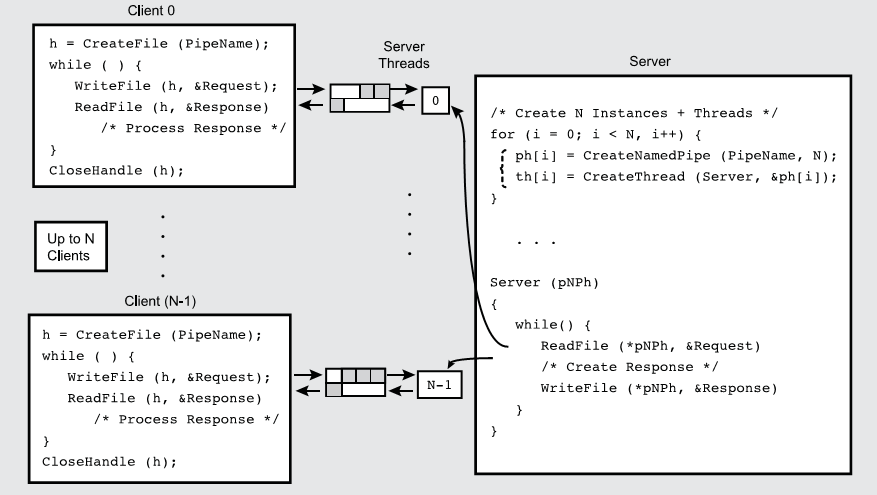 Client 0
h = CreateFile (PipeName);
while ( ) {
WriteFile (h, &Request);
ReadFile (h, &Response)
/* Process Response */
}
CloseHandle (h);
Server
Threads
0
Up to N
Clients
Client (N-1)
h = CreateFile (PipeName);
while ( ) {
WriteFile (h, &Request);
ReadFile (h, &Response)
/* Process Response */
}
CloseHandle (h);
N-1
Server
/* Create N Instances + Threads */
for (i = 0; i < N, i++) {
ph[i] = CreateNamedPipe (PipeName, N);
th[i] = CreateThread (Server, &ph[i]);
}
. . .
Server (pNPh)
{
while() {
ReadFile (*pNPh, &Request)
/* Create Response */
WriteFile (*pNPh, &Response)
}
}